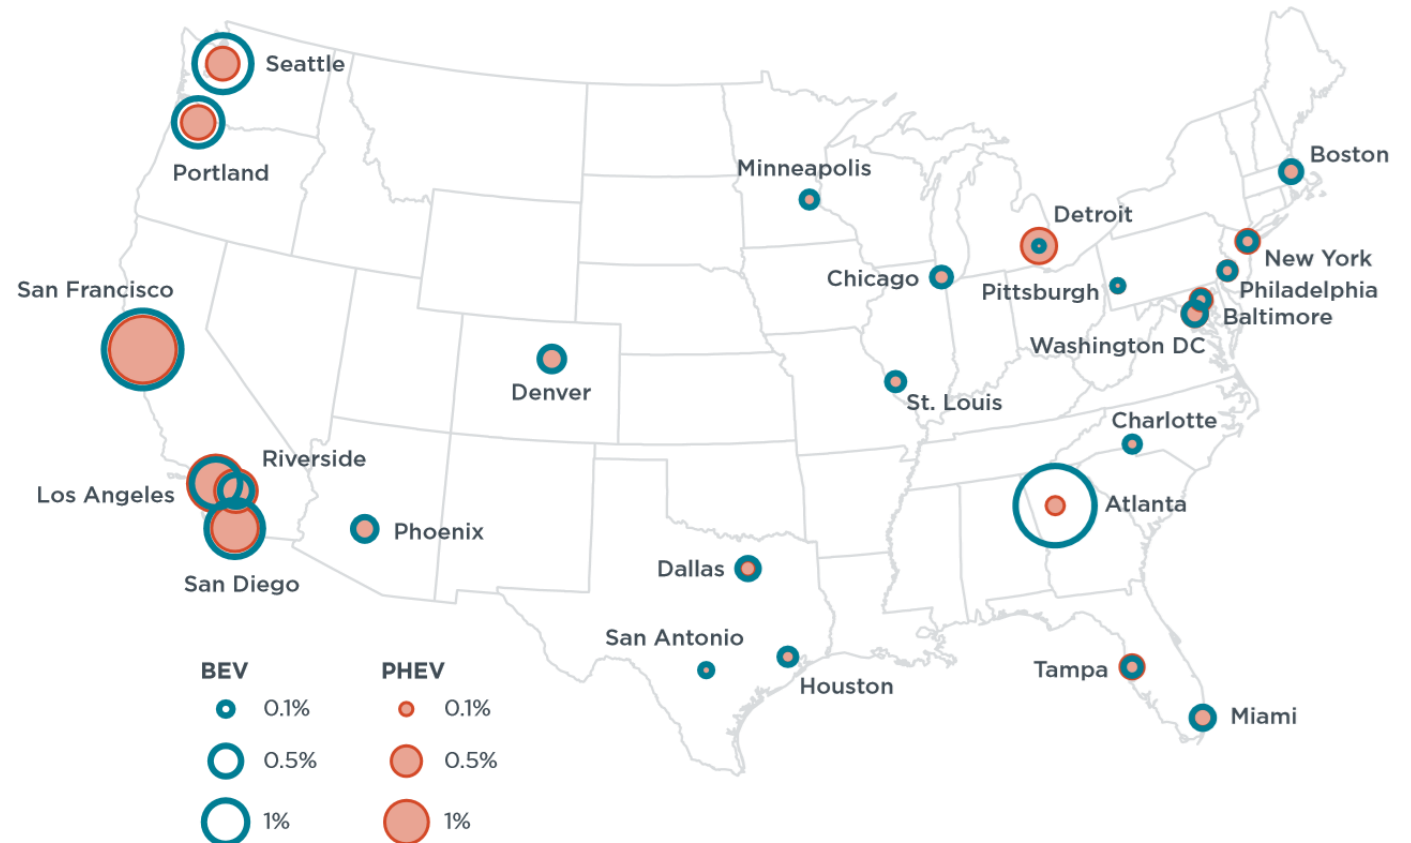 Seattle
Portland
Minneapolis
Boston
Detroit
New York
Chicago
Pittsburgh
Philadelphia
San Francisco
Baltimore
Washington DC
Denver
St. Louis
Charlotte
Riverside
Los Angeles
Atlanta
Phoenix
Dallas
San Diego
San Antonio
Tampa
Houston
Miami
BEV PHEV
0.1% 0.1%
0.5% 0.5%
1% 1%